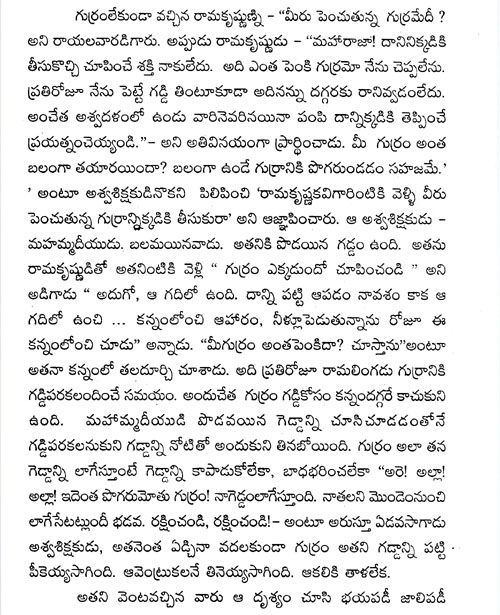 గుర్రంలేకుండా వచ్చిన రామకృష్ణుణ్ని – “మీరు పెంచుతున్న గుర్రమేదీ ?
అని రాయలవారడిగారు. అప్పుడు రామకృష్ణుడు – “మహారాజా! దానినిక్కడికి
తీసుకొచ్చి చూపించే శక్తి నాకులేదు. అది ఎంత పెంకి గుర్రమో నేను చెప్పలేను.
ప్రతిరోజూ నేను పెట్టే గడ్డి తింటూకూడా అదినన్ను దగ్గరకు రానివ్వడంలేదు.
అంచేత అశ్వదళంలో ఉండు వారినెవరినయినా పంపి దాన్నిక్కడికి తెప్పించే
ప్రయత్నంచెయ్యండి.”– అని అతివినయంగా ప్రార్థించాడు. మీ గుర్రం అంత
బలంగా తయారయిందా? బలంగా ఉండే గుర్రానికి పొగరుండడం సహజమే.’
’ అంటూ అశ్వశిక్షకుడినొకని పిలిపించి ‘రామకృష్ణకవిగారింటికి వెళ్ళి వీరు
పెంచుతున్న గుర్రాన్నిక్కడికి తీసుకురా’ అని ఆజ్ఞాపించారు. ఆ అశ్వశిక్షకుడు –
మహమ్మదీయుడు. బలమయినవాడు. అతనికి పొడయిన గడ్డం ఉంది. అతను
రామకృష్ణుడితో అతనింటికి వెళ్లి “ గుర్రం ఎక్కడుందో చూపించండి ” అని
అడిగాడు “ అదుగో, ఆ గదిలో ఉంది. దాన్ని పట్టి ఆపడం నావశం కాక ఆ
గదిలో ఉంచి ... కన్నంలోంచి ఆహారం, నీళ్లూపెడుతున్నాను రోజూ ఈ
కన్నంలోంచి చూడు” అన్నాడు. “మీగుర్రం అంతపెంకిదా? చూస్తాను”అంటూ
అతనా కన్నంలో తలదూర్చి చూశాడు. అది ప్రతిరోజూ రామలింగడు గుర్రానికి
గడ్డిపరకలందించే సమయం. అందుచేత గుర్రం గడ్డికోసం కన్నందగ్గరే కాచుకుని
ఉంది. మహామ్మదీయుడి పొడవయిన గెడ్డాన్ని చూసిచూడడంతోనే
గడ్డిపరకలనుకుని గడ్డాన్ని నోటితో అందుకుని తినబోయింది. గుర్రం అలా తన
గెడ్డాన్ని లాగేస్తూంటే గెడ్డాన్ని కాపాడుకోలేకా, బాధభరించలేకా “అరె! అల్లా!
అల్లా! ఇదెంత పొగరుమోతు గుర్రం! నాగెడ్డంలాగేస్తూంది. నాతలని మొండెంనుంచి
లాగేసేటట్లుందీ భడవ. రక్షించండి, రక్షించండి!– అంటూ అరుస్తూ ఏడవసాగాడు
అశ్వశిక్షకుడు, అతనెంత ఏడ్చినా వదలకుండా గుర్రం అతని గడ్డాన్ని పట్టి
పీకెయ్యసాగింది. ఆవెంట్రుకలనే తినెయ్యసాగింది. ఆకలికి తాళలేక.
అతని వెంటవచ్చిన వారు ఆ దృశ్యం చూసి భయపడీ జాలిపడీ